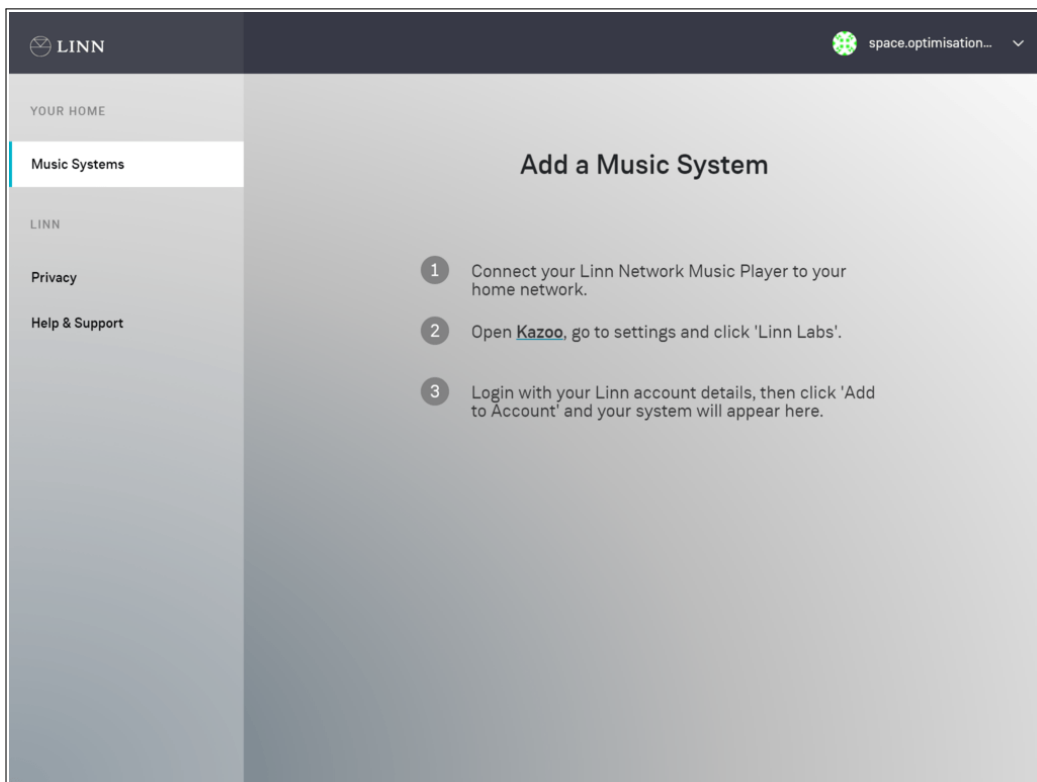 LINN
space.optimisation...
YOUR HOME
Music Systems
LINN
Privacy
Help & Support
Add a Music System
1 Connect your Linn Network Music Player to your
home network.
2 Open Kazoo, go to settings and click 'Linn Labs'.
3 Login with your Linn account details, then click 'Add
to Account' and your system will appear here.